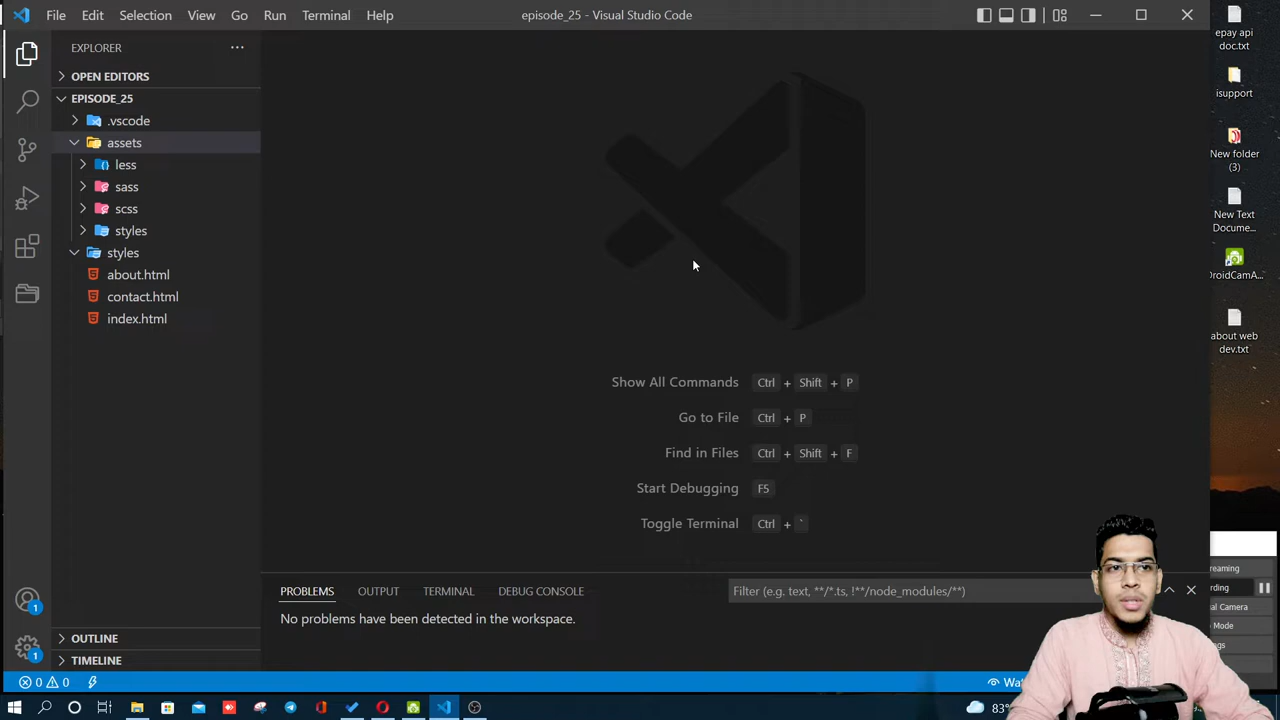 File Edit Selection View Go Run Terminal Help
episode_25 - Visual Studio Code
EXPLORER
OPEN EDITORS
EPISODE_25
.vscode
assets
less
sass
scss
styles
styles
about.html
contact.html
index.html
OUTLINE
TIMELINE
1
1
Show All Commands Ctrl + Shift + P
Go to File Ctrl + P
Find in Files Ctrl + Shift + F
Start Debugging F5
Toggle Terminal Ctrl + `
PROBLEMS OUTPUT TERMINAL DEBUG CONSOLE
Filter (e.g. text, **/*.ts, !**/node_modules/**)
No problems have been detected in the workspace.
0 0
83°
epay api
doc.txt
isupport
New folder
(3)
New Text
Docume...
DroidCamA...
about web
dev.txt